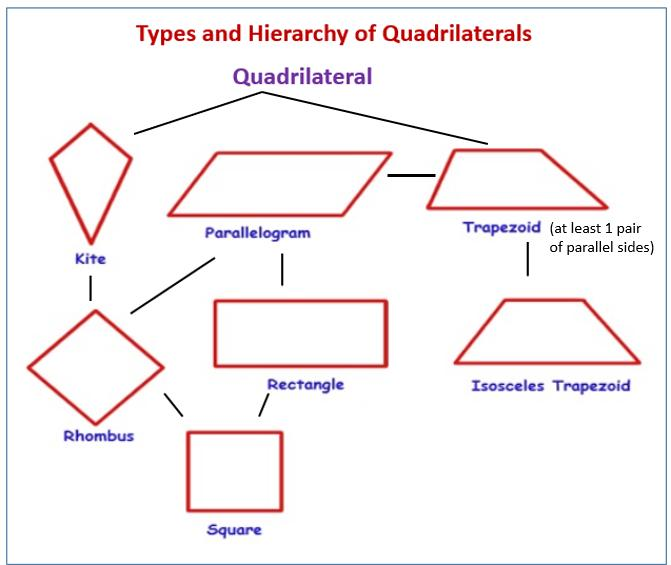 Types and Hierarchy of Quadrilaterals
Quadrilateral
Kite
Parallelogram
Trapezoid (at least 1 pair
of parallel sides)
Rhombus
Rectangle
Isosceles Trapezoid
Square